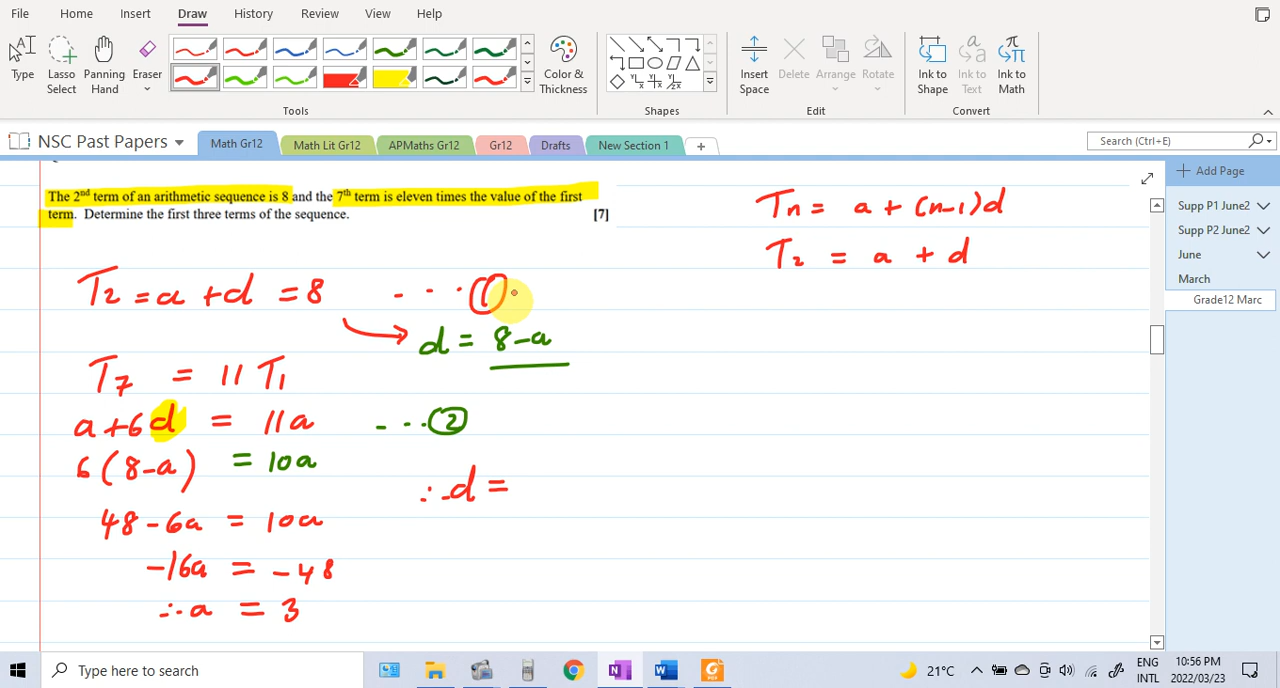 File Home Insert Draw History Review View Help
Type Lasso Select Panning Hand Eraser Color & Thickness Insert Space Delete Arrange Rotate Ink to Shape Ink to Text Ink to Math
Tools Shapes Edit Convert
NSC Past Papers Math Gr12 Math Lit Gr12 APMaths Gr12 Gr12 Drafts New Section 1 + Search (Ctrl+E)
Add Page
Supp P1 June2
Supp P2 June2
June
March
Grade12 Marc
The 2nd term of an arithmetic sequence is 8 and the 7th term is eleven times the value of the first
term. Determine the first three terms of the sequence. [7]
Tn = a + (n-1)d
T2 = a + d
T2 = a + d = 8 - ... ①
d = 8 - a
T7 = 11 T1
a + 6d = 11a - ... ②
6(8-a) = 10a
∴ d =
48 - 6a = 10a
-16a = -48
∴ a = 3
Type here to search
21°C ENG INTL 10:56 PM 2022/03/23